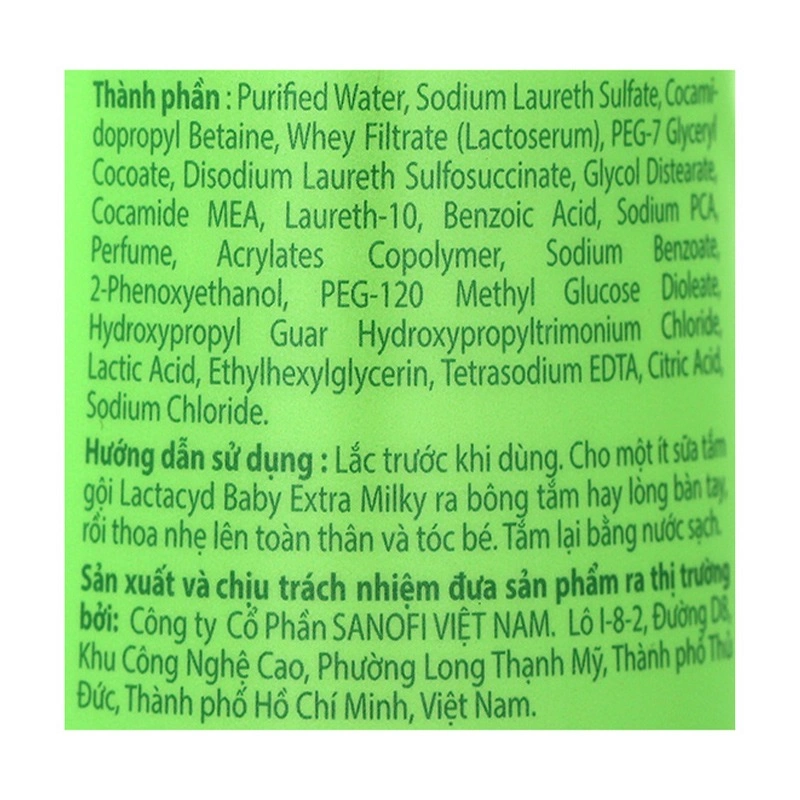 Thành phần : Purified Water, Sodium Laureth Sulfate, Cocami-
dopropyl Betaine, Whey Filtrate (Lactoserum), PEG-7 Glyceryl
Cocoate, Disodium Laureth Sulfosuccinate, Glycol Distearate,
Cocamide MEA, Laureth-10, Benzoic Acid, Sodium PCA,
Perfume, Acrylates Copolymer, Sodium Benzoate,
2-Phenoxyethanol, PEG-120 Methyl Glucose Dioleate,
Hydroxypropyl Guar Hydroxypropyltrimonium Chloride,
Lactic Acid, Ethylhexylglycerin, Tetrasodium EDTA, Citric Acid,
Sodium Chloride.
Hướng dẫn sử dụng : Lắc trước khi dùng. Cho một ít sữa tắm
gội Lactacyd Baby Extra Milky ra bông tắm hay lòng bàn tay,
rồi thoa nhẹ lên toàn thân và tóc bé. Tắm lại bằng nước sạch.
Sản xuất và chịu trách nhiệm đưa sản phẩm ra thị trường
bởi: Công ty Cổ Phần SANOFI VIỆT NAM. Lô I-8-2, Đường D8,
Khu Công Nghệ Cao, Phường Long Thạnh Mỹ, Thành phố Thủ
Đức, Thành phố Hồ Chí Minh, Việt Nam.